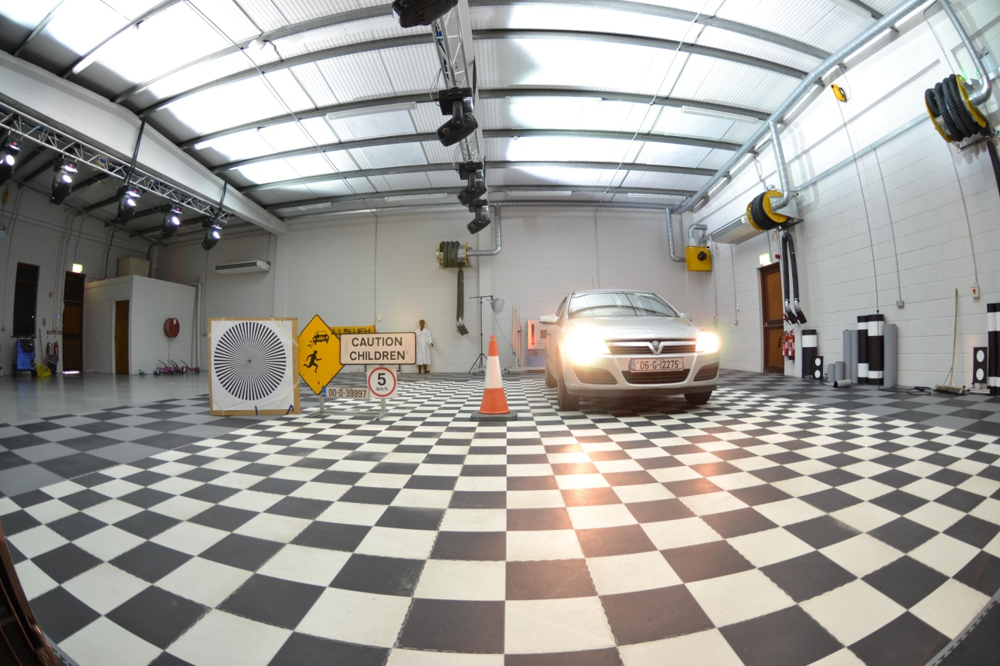 CAUTION
CHILDREN
5
km/h
00-D-39997
06-G-12275